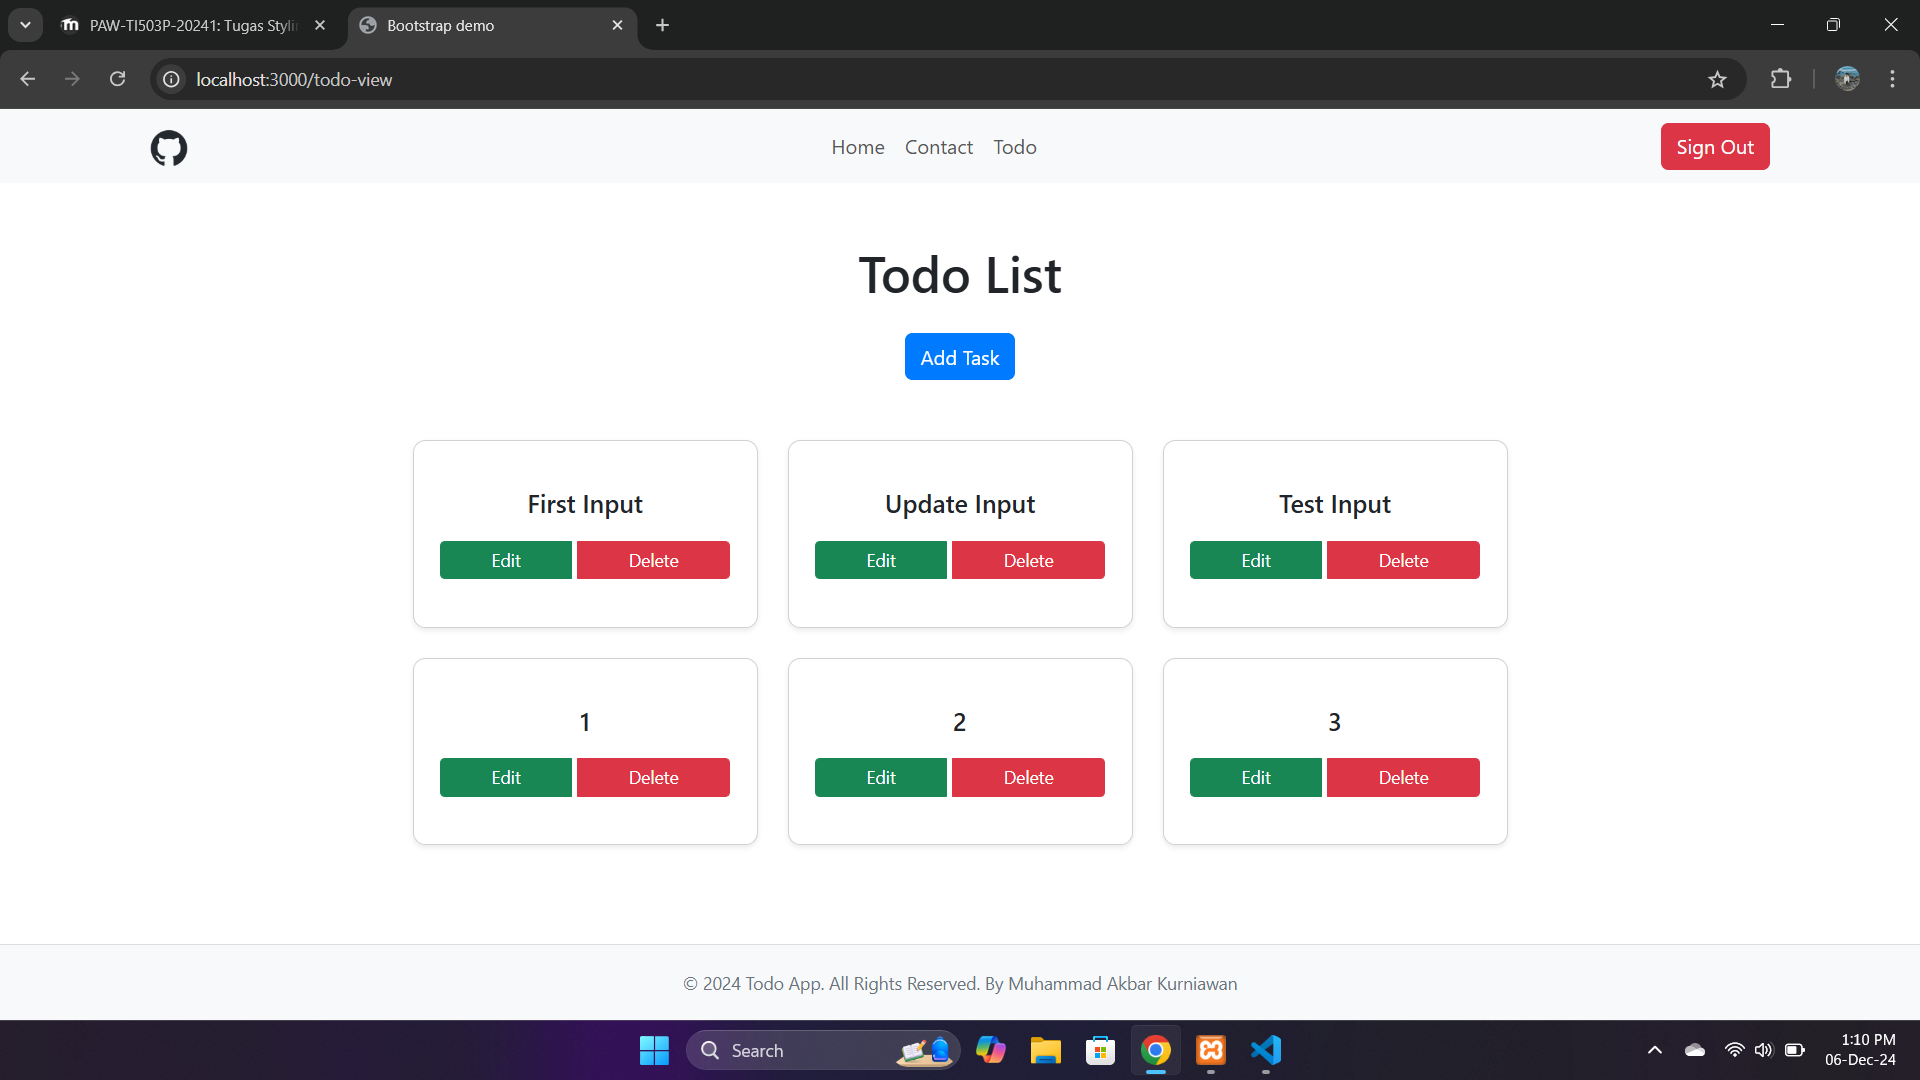 PAW-TI503P-20241: Tugas Styli
Bootstrap demo
localhost:3000/todo-view
Home Contact Todo
Sign Out
Todo List
Add Task
First Input
Edit Delete
Update Input
Edit Delete
Test Input
Edit Delete
1
Edit Delete
2
Edit Delete
3
Edit Delete
© 2024 Todo App. All Rights Reserved. By Muhammad Akbar Kurniawan
Search
1:10 PM
06-Dec-24